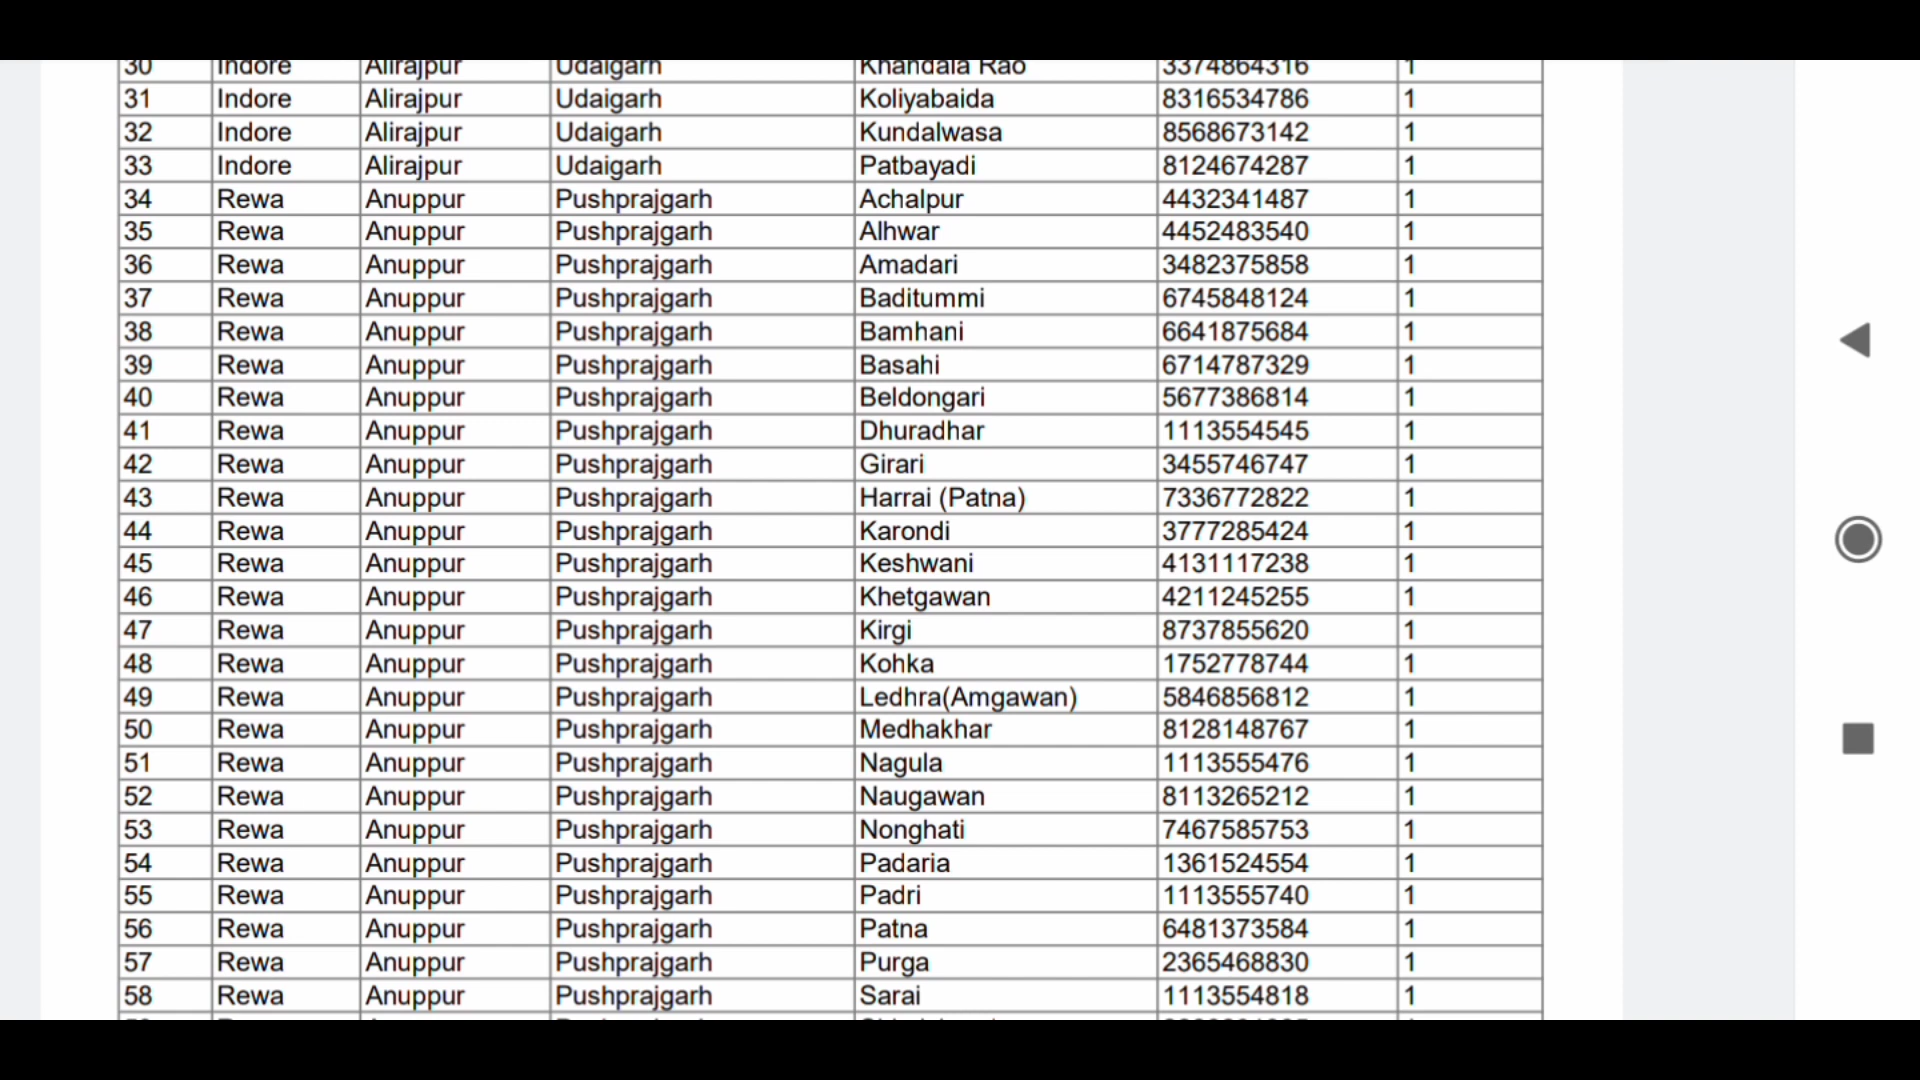 30 Indore Alirajpur Udaigarh Khandala Rao 3374864316 1
31 Indore Alirajpur Udaigarh Koliyabaida 8316534786 1
32 Indore Alirajpur Udaigarh Kundalwasa 8568673142 1
33 Indore Alirajpur Udaigarh Patbayadi 8124674287 1
34 Rewa Anuppur Pushprajgarh Achalpur 4432341487 1
35 Rewa Anuppur Pushprajgarh Alhwar 4452483540 1
36 Rewa Anuppur Pushprajgarh Amadari 3482375858 1
37 Rewa Anuppur Pushprajgarh Baditummi 6745848124 1
38 Rewa Anuppur Pushprajgarh Bamhani 6641875684 1
39 Rewa Anuppur Pushprajgarh Basahi 6714787329 1
40 Rewa Anuppur Pushprajgarh Beldongari 5677386814 1
41 Rewa Anuppur Pushprajgarh Dhuradhar 1113554545 1
42 Rewa Anuppur Pushprajgarh Girari 3455746747 1
43 Rewa Anuppur Pushprajgarh Harrai (Patna) 7336772822 1
44 Rewa Anuppur Pushprajgarh Karondi 3777285424 1
45 Rewa Anuppur Pushprajgarh Keshwani 4131117238 1
46 Rewa Anuppur Pushprajgarh Khetgawan 4211245255 1
47 Rewa Anuppur Pushprajgarh Kirgi 8737855620 1
48 Rewa Anuppur Pushprajgarh Kohka 1752778744 1
49 Rewa Anuppur Pushprajgarh Ledhra(Amgawan) 5846856812 1
50 Rewa Anuppur Pushprajgarh Medhakhar 8128148767 1
51 Rewa Anuppur Pushprajgarh Nagula 1113555476 1
52 Rewa Anuppur Pushprajgarh Naugawan 8113265212 1
53 Rewa Anuppur Pushprajgarh Nonghati 7467585753 1
54 Rewa Anuppur Pushprajgarh Padaria 1361524554 1
55 Rewa Anuppur Pushprajgarh Padri 1113555740 1
56 Rewa Anuppur Pushprajgarh Patna 6481373584 1
57 Rewa Anuppur Pushprajgarh Purga 2365468830 1
58 Rewa Anuppur Pushprajgarh Sarai 1113554818 1